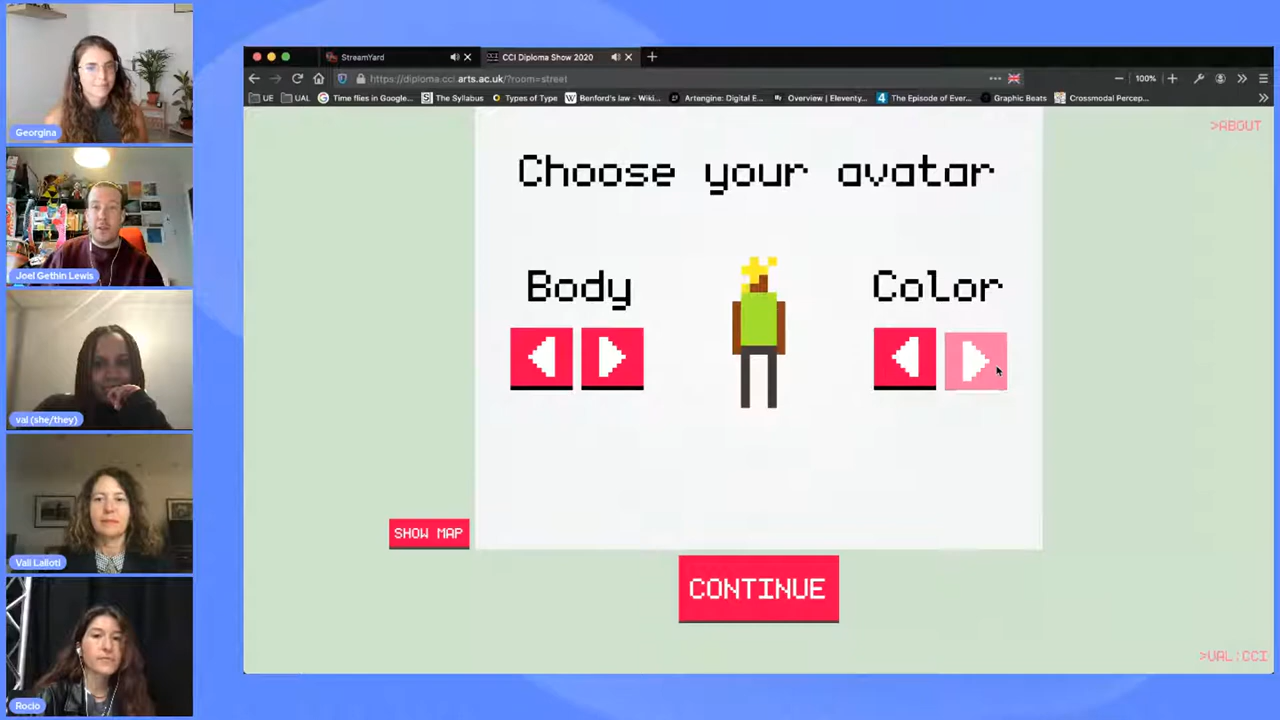 Georgina
Joel Gethin Lewis
val (she/they)
Vali Lalioti
Rocio
StreamYard
CCI Diploma Show 2020
https://diploma.cci.arts.ac.uk/?room=street
100%
UE
UAL
Time flies in Google...
The Syllabus
Types of Type
Benford's law - Wiki...
Artengine: Digital E...
Overview | Eleventy...
The Episode of Ever...
Graphic Beats
Crossmodal Percep...
>ABOUT
Choose your avatar
Body
Color
SHOW MAP
CONTINUE
>UAL:CCI